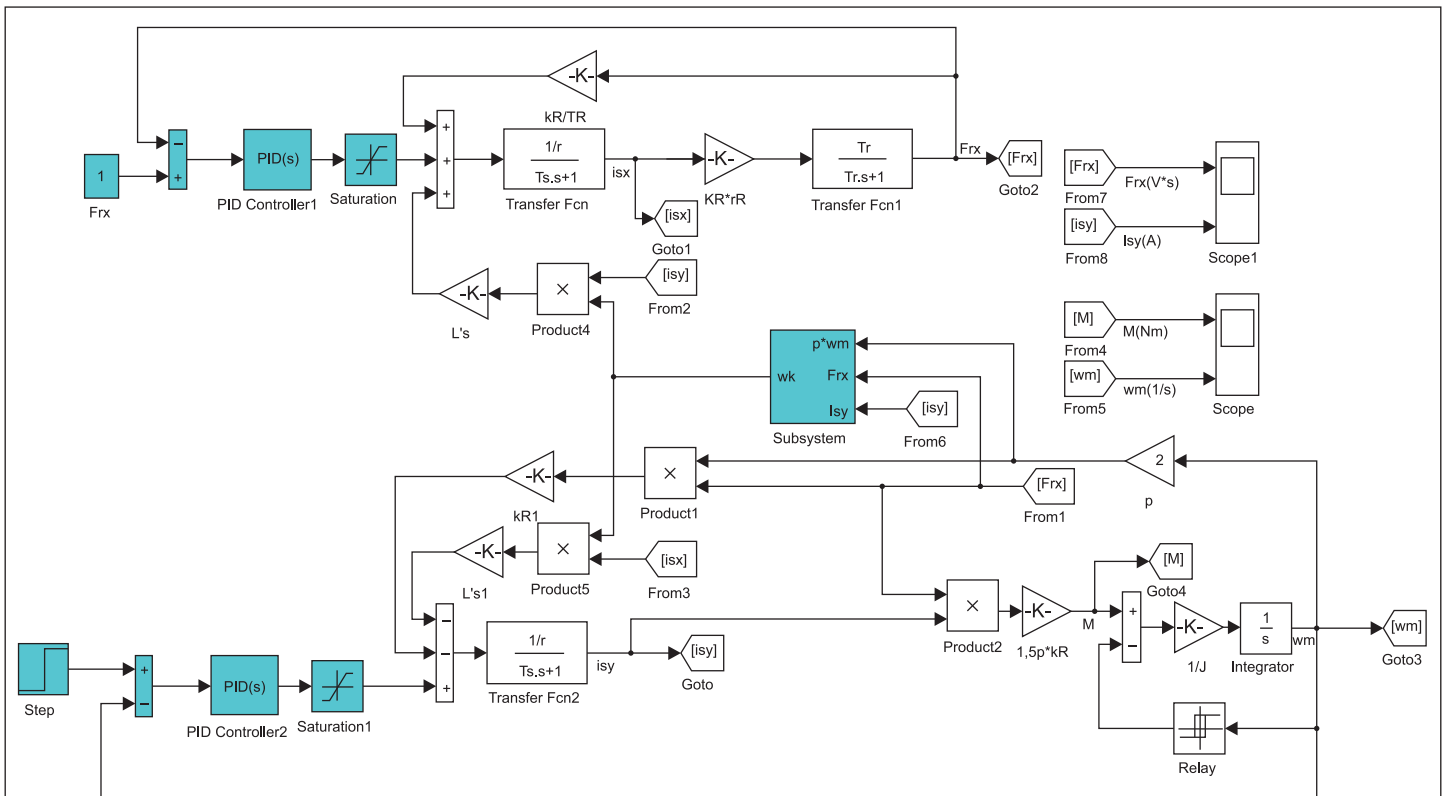 -K-
kR/TR
−
+
1
Frx
PID(s)
PID Controller1
Saturation
+
+
+
1/r
Ts.s+1
Transfer Fcn
isx
-K-
KR*rR
Tr
Tr.s+1
Transfer Fcn1
Frx
[Frx]
Goto2
[isx]
Goto1
[Frx]
From7
Frx(V*s)
[isy]
From8
Isy(A)
Scope1
-K-
L's
×
Product4
[isy]
From2
[M]
From4
M(Nm)
[wm]
From5
wm(1/s)
Scope
p*wm
wk
Frx
Isy
Subsystem
[isy]
From6
-K-
kR1
×
Product1
[Frx]
From1
2
p
-K-
L's1
×
Product5
[isx]
From3
×
Product2
-K-
1,5p*kR
M
[M]
Goto4
+
−
-K-
1/J
1
s
Integrator
wm
[wm]
Goto3
Relay
Step
+
−
PID(s)
PID Controller2
Saturation1
−
−
+
1/r
Ts.s+1
Transfer Fcn2
isy
[isy]
Goto